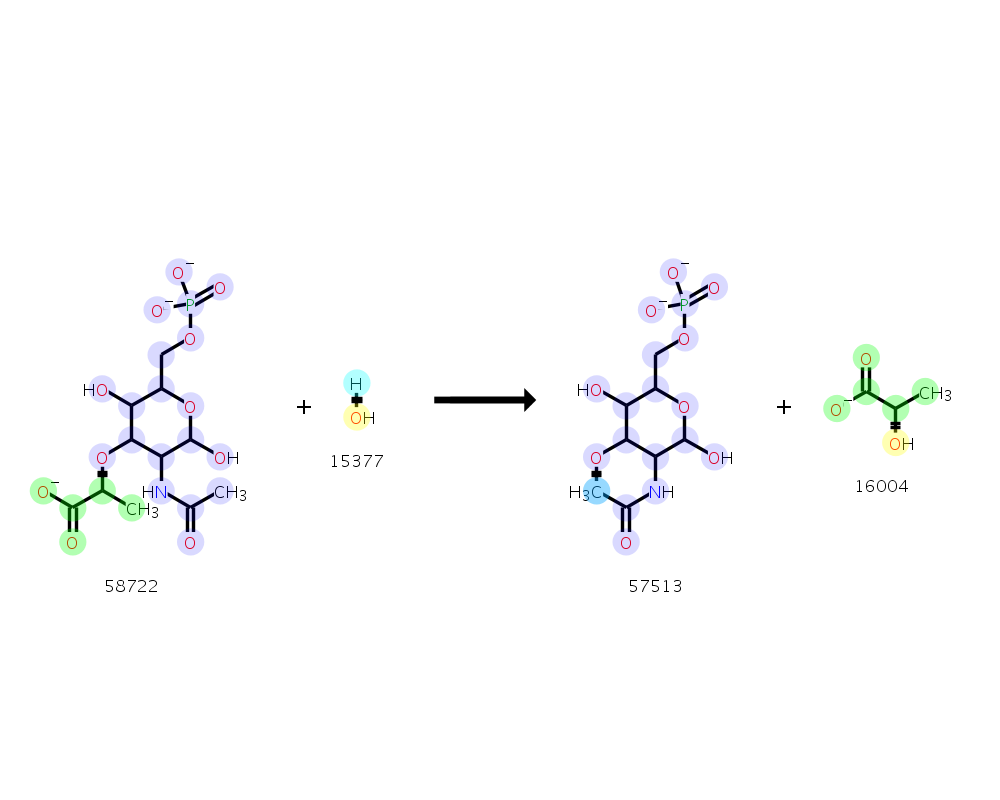 O−
O− P O
O
HO O
O OH
O− HN CH3
CH3
O O
58722
+
H
OH
15377
O−
O− P O
O
HO O
O OH
H3C NH
O
57513
+
O
O− CH3
OH
16004